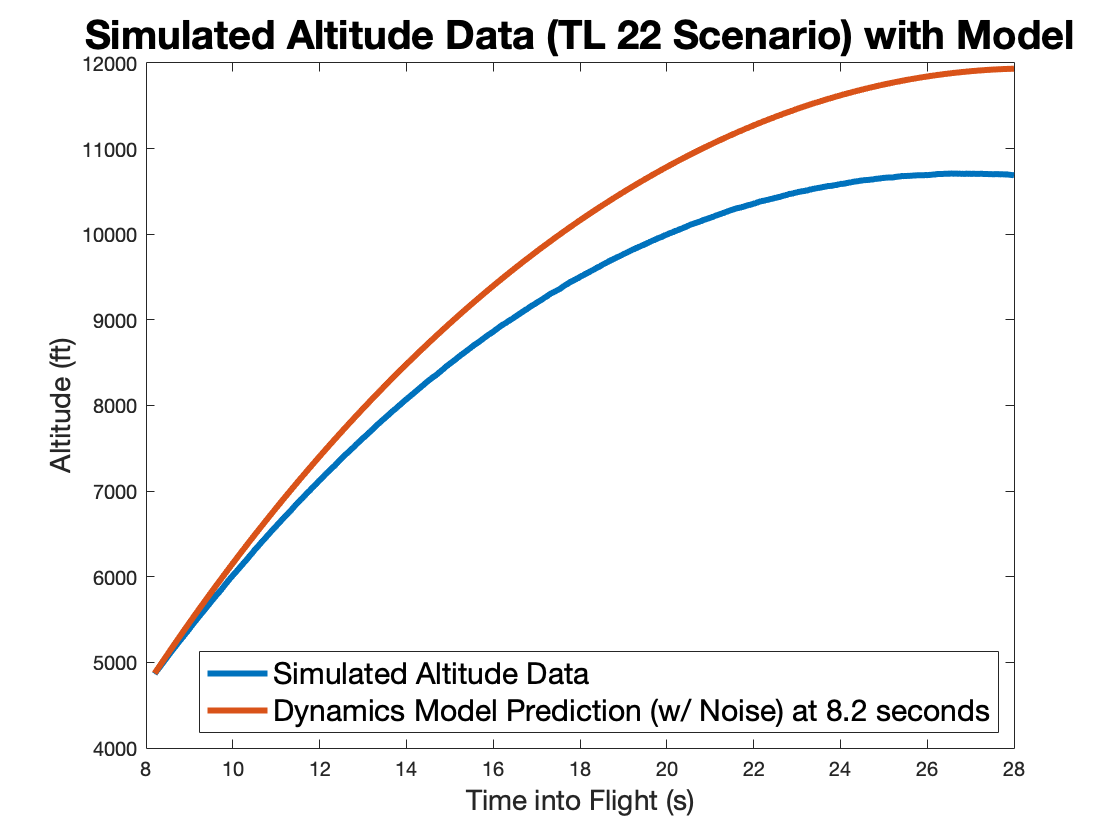 Simulated Altitude Data (TL 22 Scenario) with Model
12000
11000
10000
9000
8000
7000
6000
5000
4000
Altitude (ft)
Simulated Altitude Data
Dynamics Model Prediction (w/ Noise) at 8.2 seconds
8 10 12 14 16 18 20 22 24 26 28
Time into Flight (s)